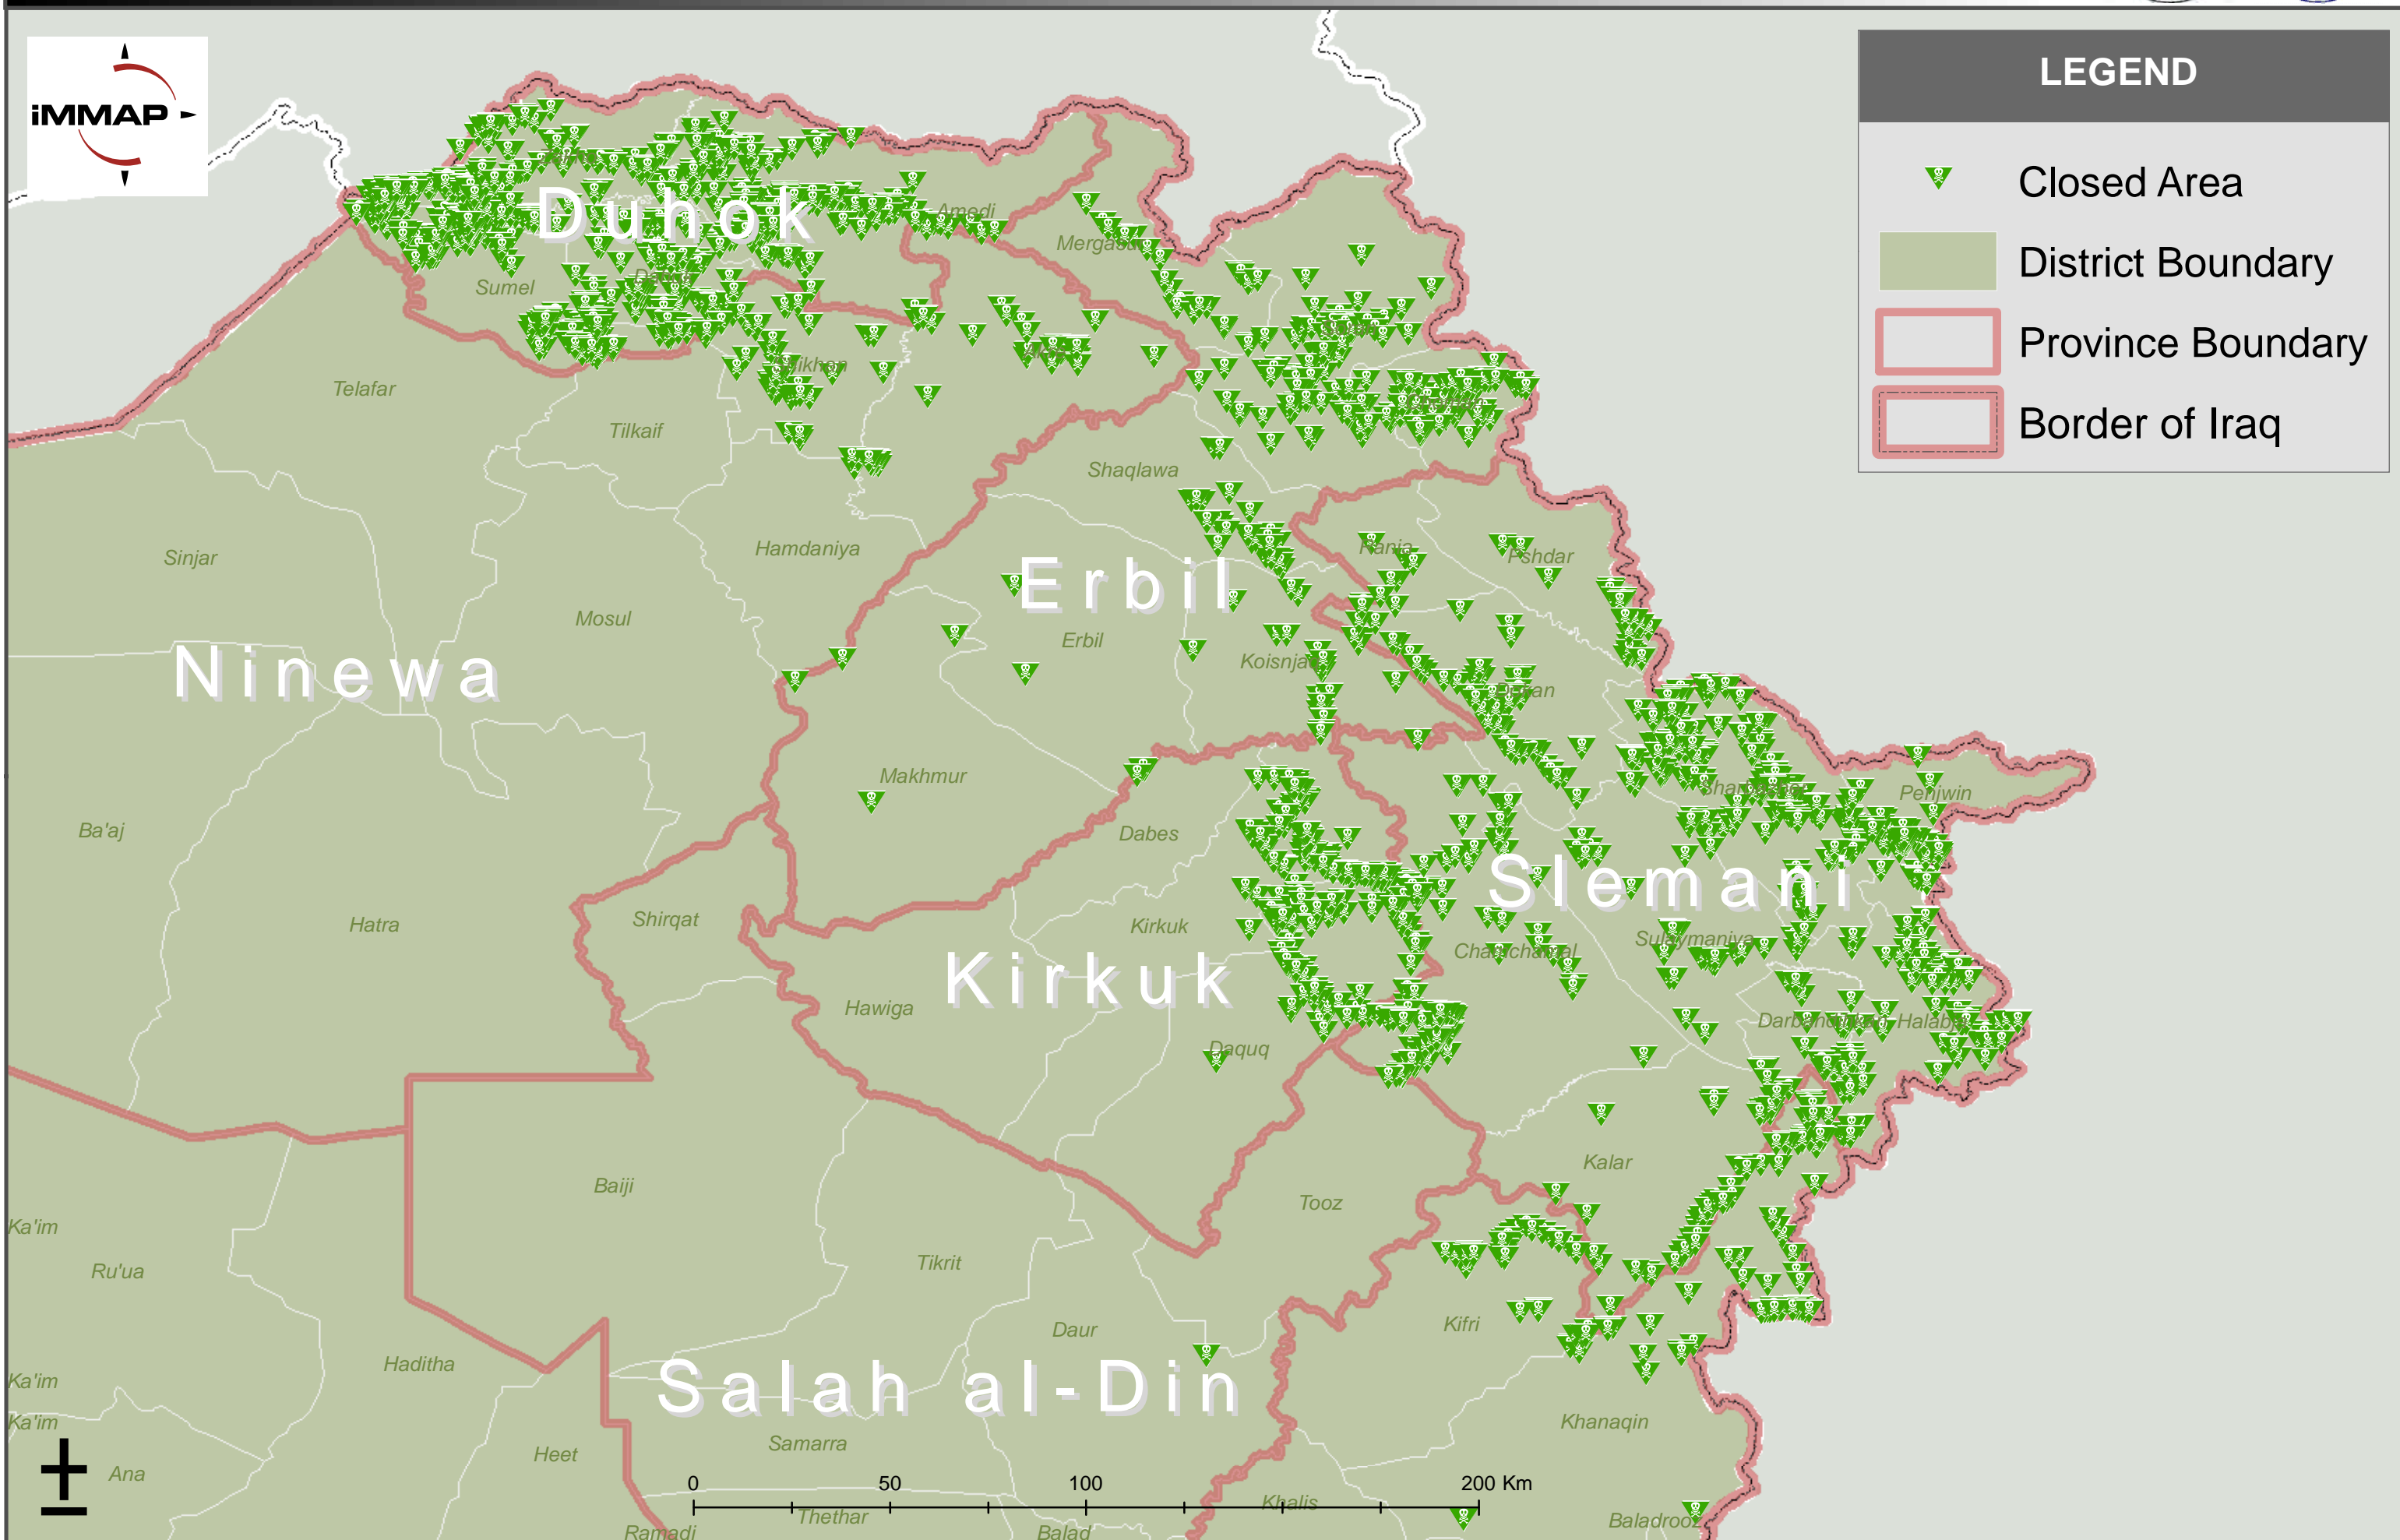 iMMAP
LEGEND
Closed Area
District Boundary
Province Boundary
Border of Iraq
Duhok
Amedi
Mergasur
Sumel
Telafar
Tilkaif
Shaqlawa
Sinjar
Hamdaniya
Rania
Pshdar
Erbil
Mosul
Erbil
Ninewa
Makhmur
Penjwin
Ba'aj
Dabes
Slemani
Hatra
Shirqat
Kirkuk
Sulaymaniya
Chamchamal
Kirkuk
Hawiga
Daquq
Kalar
Baiji
Tooz
Ka'im
Ru'ua
Tikrit
Daur
Kifri
Haditha
Ka'im
Salah al-Din
Ka'im
Khanaqin
Samarra
Heet
Ana
0 50 100 200 Km
Khalis
Thethar
Baladrooz
Ramadi
Balad